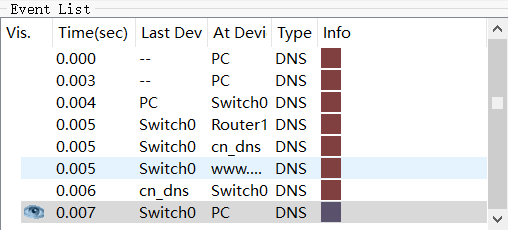 Event List
Vis. Time(sec) Last Dev At Devi Type Info
0.000 -- PC DNS
0.003 -- PC DNS
0.004 PC Switch0 DNS
0.005 Switch0 Router1 DNS
0.005 Switch0 cn_dns DNS
0.005 Switch0 www.... DNS
0.006 cn_dns Switch0 DNS
0.007 Switch0 PC DNS